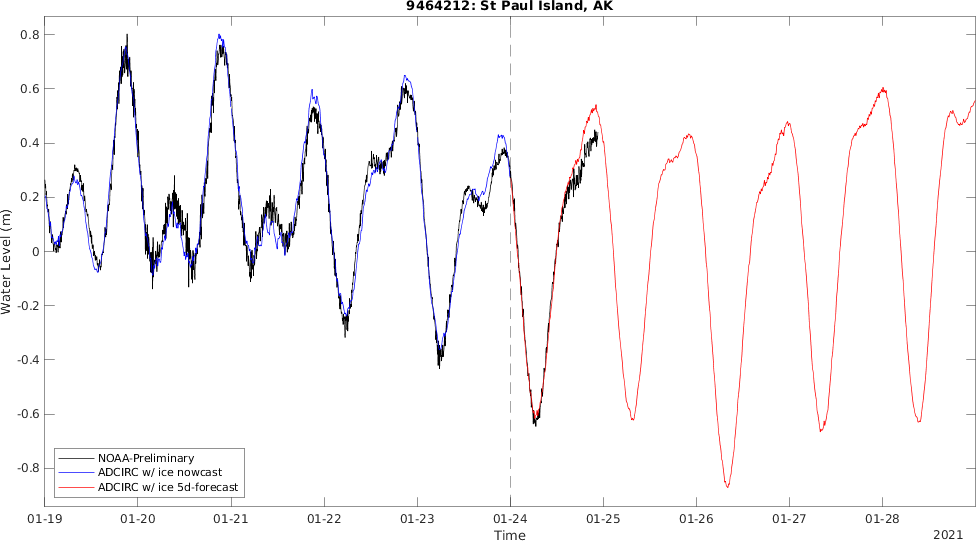 9464212: St Paul Island, AK
Water Level (m)
0.8
0.6
0.4
0.2
0
-0.2
-0.4
-0.6
-0.8
NOAA-Preliminary
ADCIRC w/ ice nowcast
ADCIRC w/ ice 5d-forecast
01-19 01-20 01-21 01-22 01-23 01-24 01-25 01-26 01-27 01-28
Time
2021